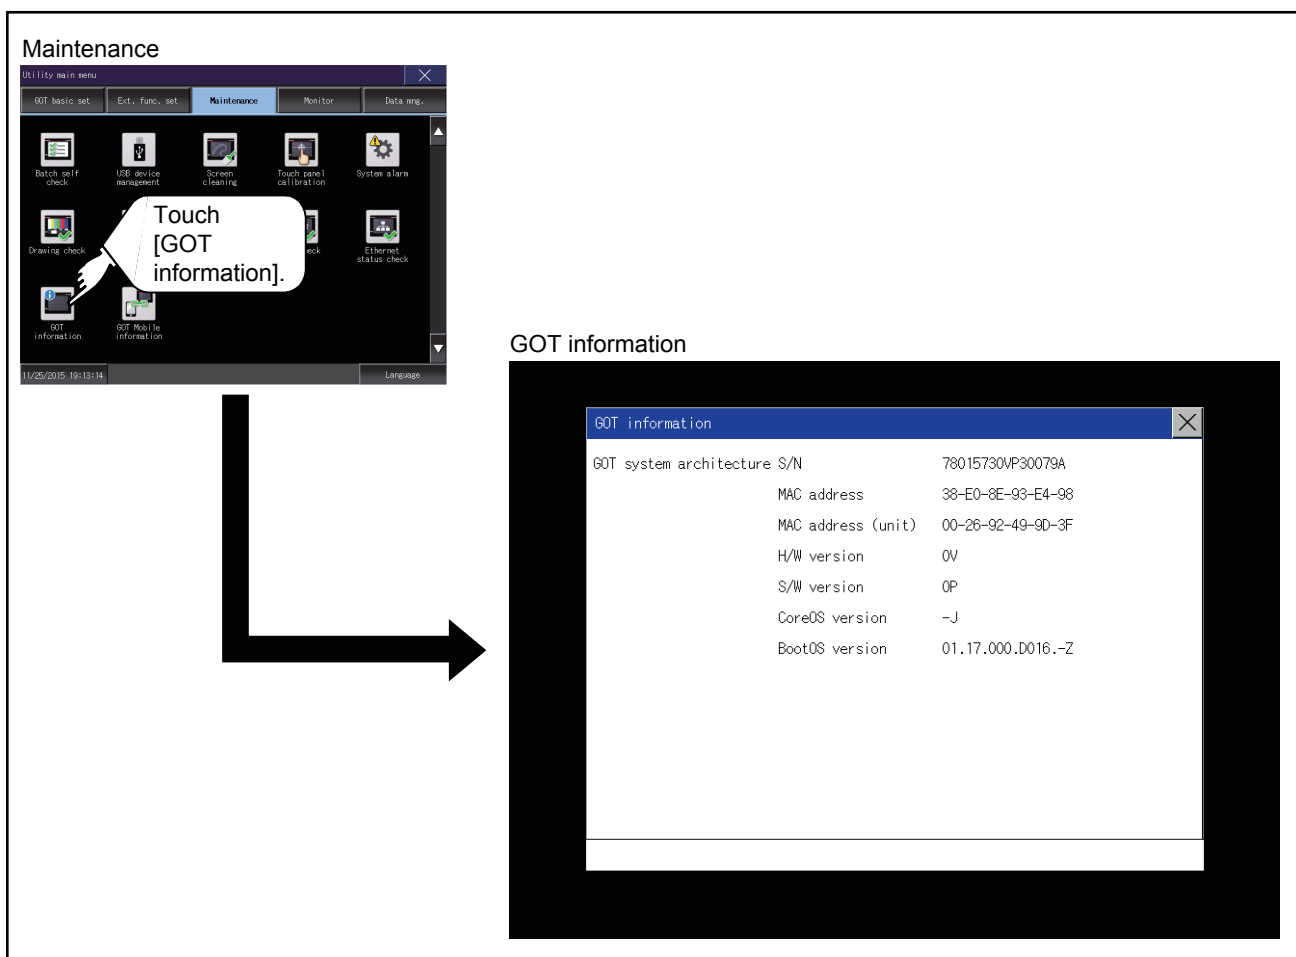 Maintenance
Utility main menu
GOT basic set
Ext. func. set
Maintenance
Monitor
Data mng.
Batch self
check
USB device
management
Screen
cleaning
Touch panel
calibration
System alarm
Drawing check
Ethernet
status check
Touch
[GOT
information].
GOT
information
GOT Mobile
information
11/25/2015 19:13:14
Language
GOT information
GOT information
GOT system architecture S/N 78015730VP30079A
MAC address 38-E0-8E-93-E4-98
MAC address (unit) 00-26-92-49-9D-3F
H/W version 0V
S/W version 0P
CoreOS version -J
BootOS version 01.17.000.D016.-Z